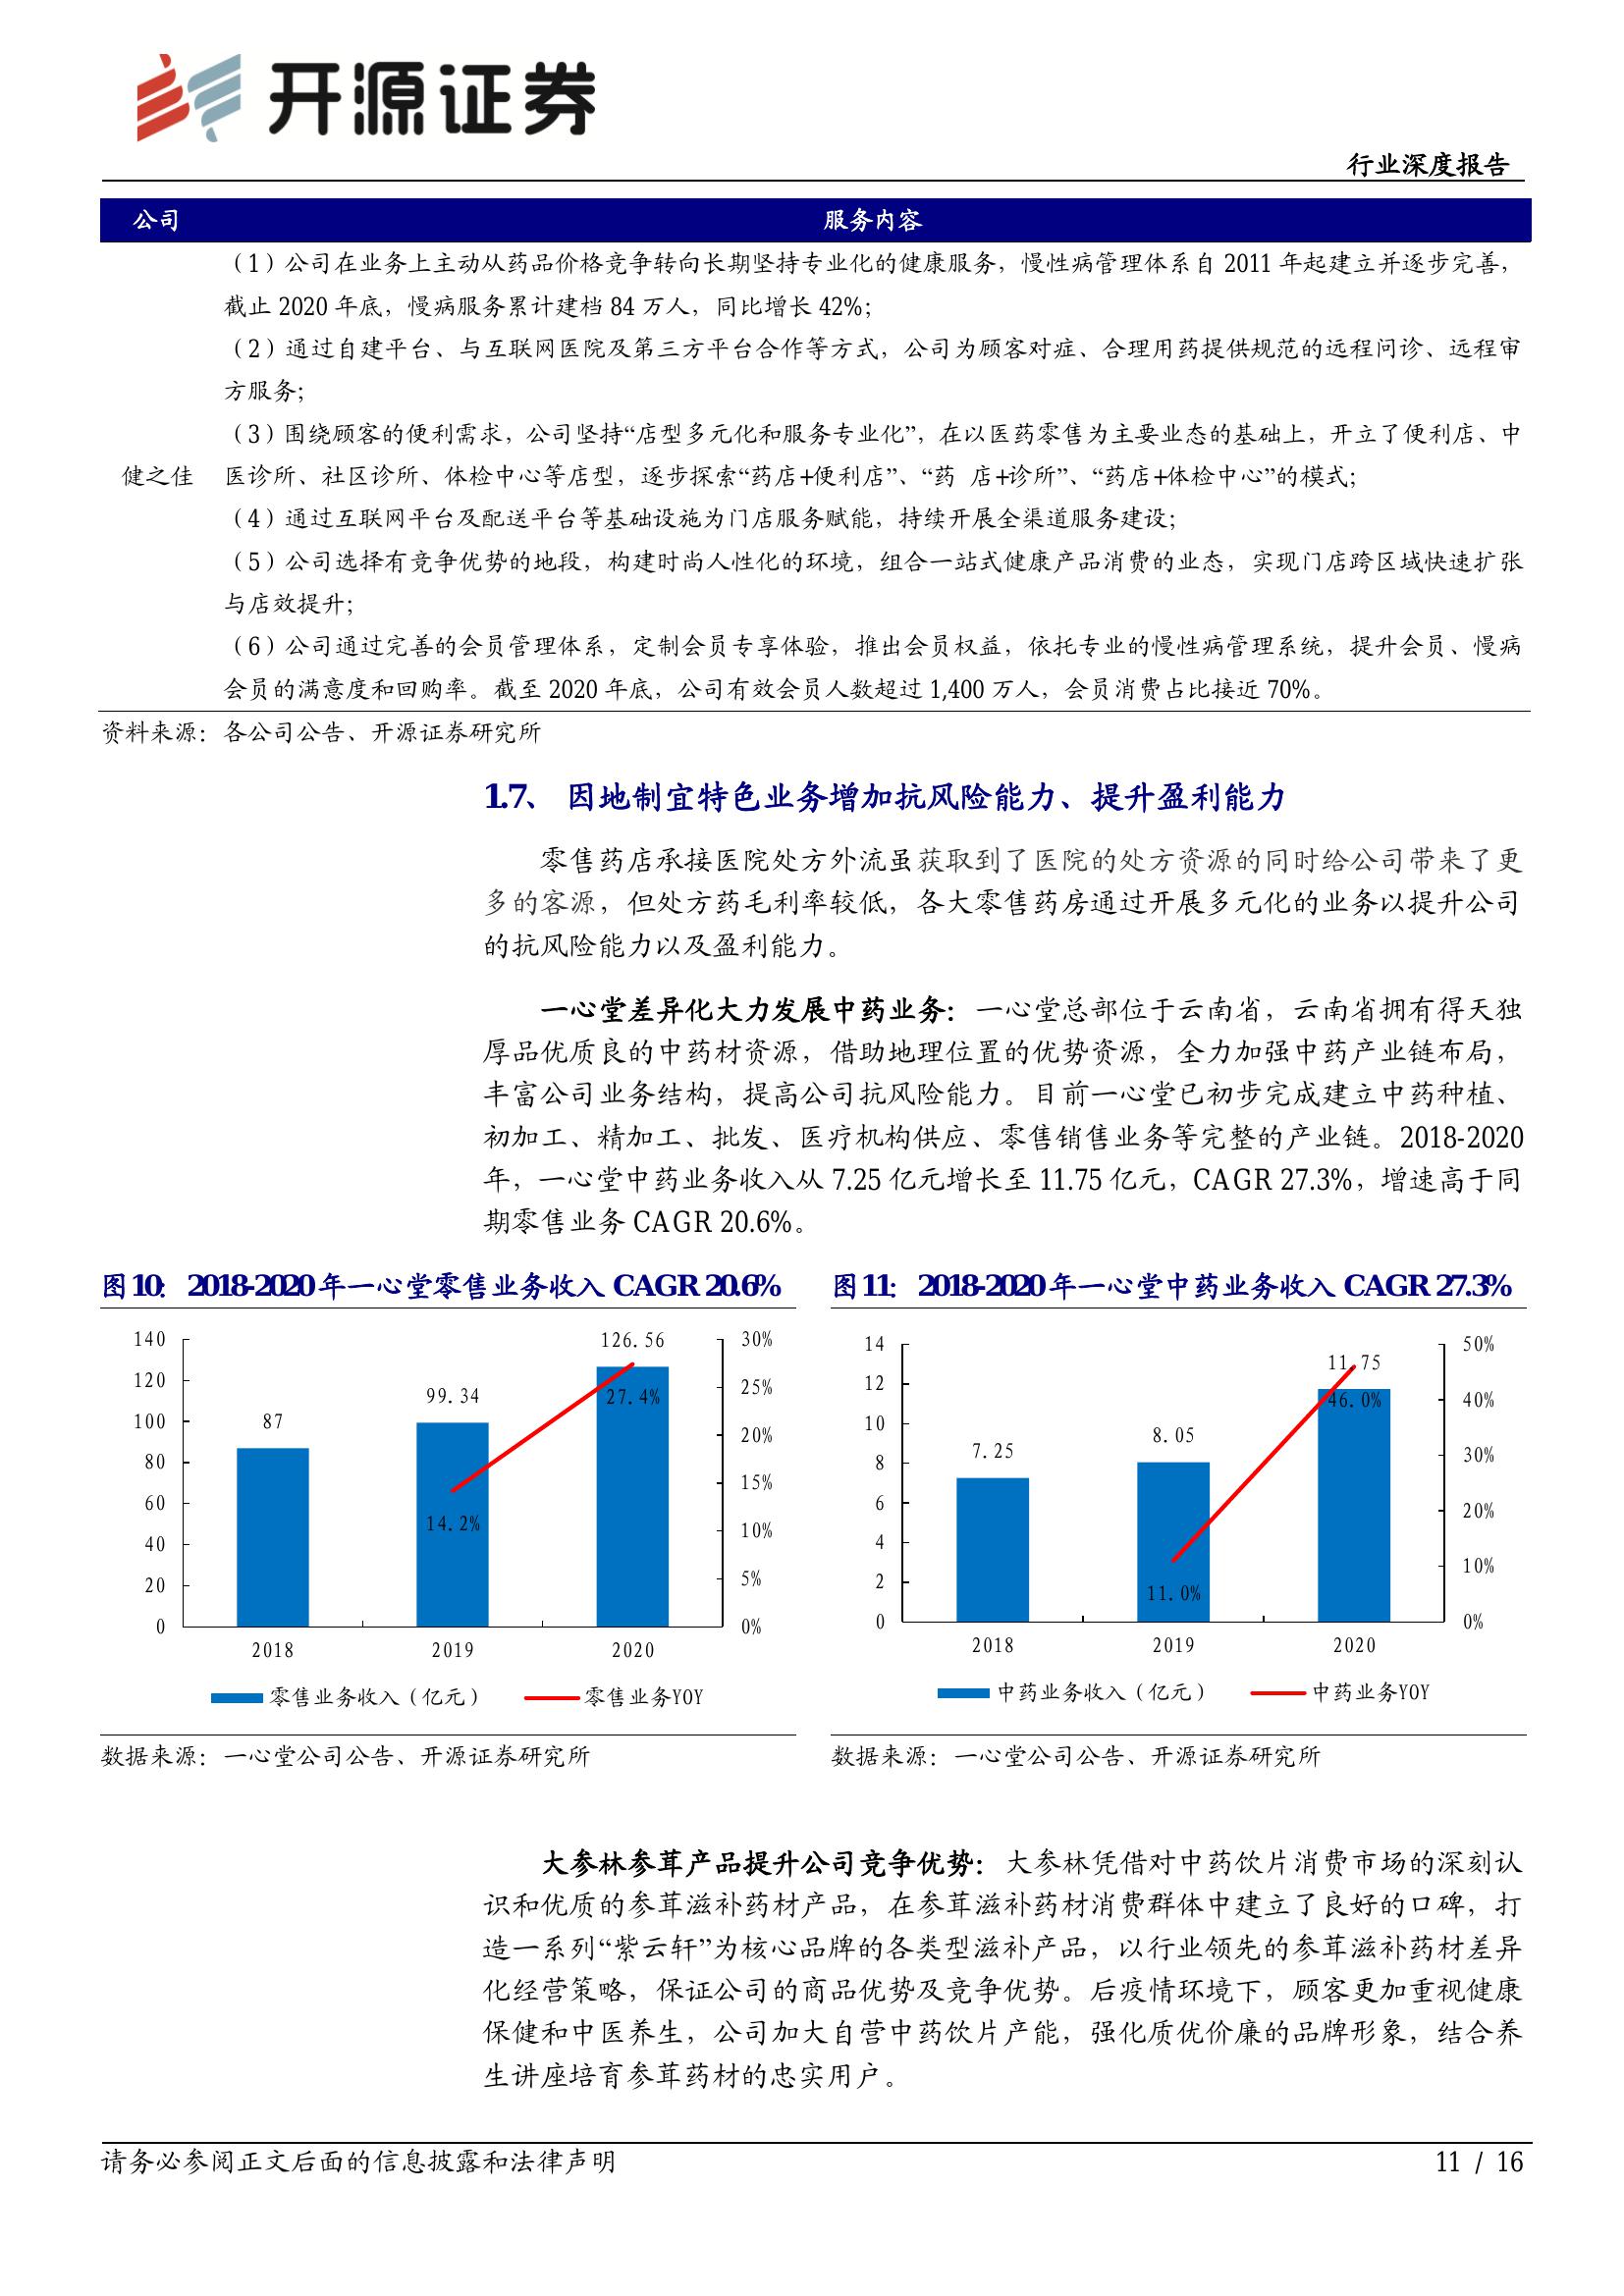 开源证券
行业深度报告
公司 服务内容
（1）公司在业务上主动从药品价格竞争转向长期坚持专业化的健康服务，慢性病管理体系自 2011 年起建立并逐步完善，
截止 2020 年底，慢病服务累计建档 84 万人，同比增长 42%；
（2）通过自建平台、与互联网医院及第三方平台合作等方式，公司为顾客对症、合理用药提供规范的远程问诊、远程审
方服务；
（3）围绕顾客的便利需求，公司坚持“店型多元化和服务专业化”，在以医药零售为主要业态的基础上，开立了便利店、中
健之佳 医诊所、社区诊所、体检中心等店型，逐步探索“药店+便利店”、“药 店+诊所”、“药店+体检中心”的模式；
（4）通过互联网平台及配送平台等基础设施为门店服务赋能，持续开展全渠道服务建设；
（5）公司选择有竞争优势的地段，构建时尚人性化的环境，组合一站式健康产品消费的业态，实现门店跨区域快速扩张
与店效提升；
（6）公司通过完善的会员管理体系，定制会员专享体验，推出会员权益，依托专业的慢性病管理系统，提升会员、慢病
会员的满意度和回购率。截至 2020 年底，公司有效会员人数超过 1,400 万人，会员消费占比接近 70%。
资料来源：各公司公告、开源证券研究所
1.7、 因地制宜特色业务增加抗风险能力、提升盈利能力
零售药店承接医院处方外流虽获取到了医院的处方资源的同时给公司带来了更
多的客源，但处方药毛利率较低，各大零售药房通过开展多元化的业务以提升公司
的抗风险能力以及盈利能力。
一心堂差异化大力发展中药业务：一心堂总部位于云南省，云南省拥有得天独
厚品优质良的中药材资源，借助地理位置的优势资源，全力加强中药产业链布局，
丰富公司业务结构，提高公司抗风险能力。目前一心堂已初步完成建立中药种植、
初加工、精加工、批发、医疗机构供应、零售销售业务等完整的产业链。2018-2020
年，一心堂中药业务收入从 7.25 亿元增长至 11.75 亿元，CAGR 27.3%，增速高于同
期零售业务 CAGR 20.6%。
图 10： 2018-2020 年一心堂零售业务收入 CAGR 20.6%
140
120
100
80
60
40
20
0
30%
25%
20%
15%
10%
5%
0%
87
99.34
126.56
14.2%
27.4%
2018 2019 2020
零售业务收入（亿元） 零售业务YOY
数据来源：一心堂公司公告、开源证券研究所
图 11： 2018-2020 年一心堂中药业务收入 CAGR 27.3%
14
12
10
8
6
4
2
0
50%
40%
30%
20%
10%
0%
7.25
8.05
11.75
11.0%
46.0%
2018 2019 2020
中药业务收入（亿元） 中药业务YOY
数据来源：一心堂公司公告、开源证券研究所
大参林参茸产品提升公司竞争优势：大参林凭借对中药饮片消费市场的深刻认
识和优质的参茸滋补药材产品，在参茸滋补药材消费群体中建立了良好的口碑，打
造一系列“紫云轩”为核心品牌的各类型滋补产品，以行业领先的参茸滋补药材差异
化经营策略，保证公司的商品优势及竞争优势。后疫情环境下，顾客更加重视健康
保健和中医养生，公司加大自营中药饮片产能，强化质优价廉的品牌形象，结合养
生讲座培育参茸药材的忠实用户。
请务必参阅正文后面的信息披露和法律声明 11 / 16